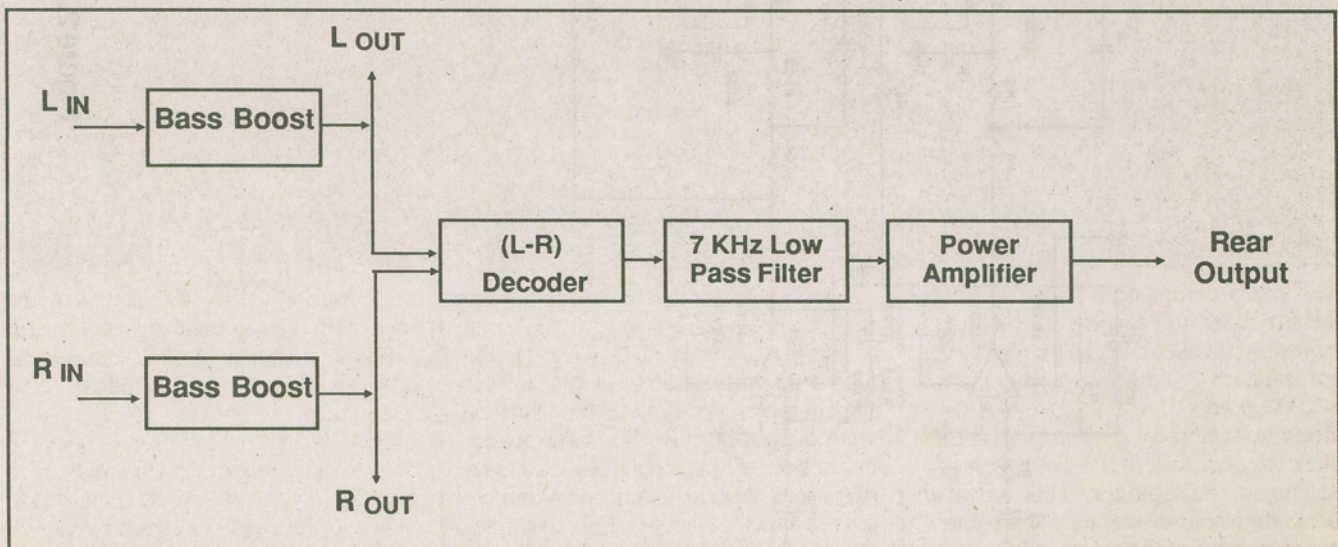 L OUT
L IN
Bass Boost
(L-R)
Decoder
7 KHz Low
Pass Filter
Power
Amplifier
Rear
Output
R IN
Bass Boost
R OUT